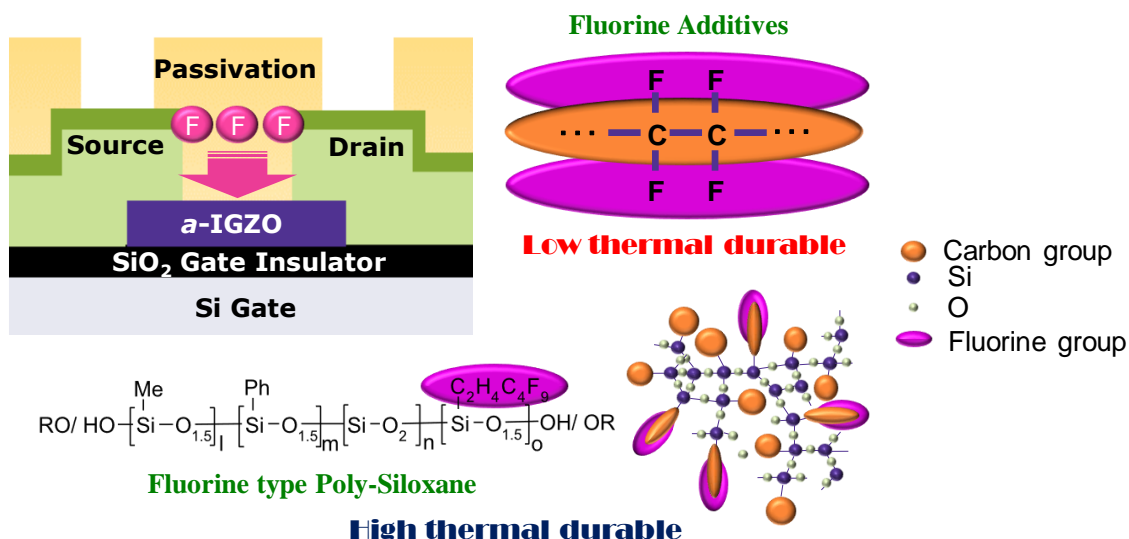 Fluorine Additives
Passivation
F F F
Source
Drain
a-IGZO
SiO₂ Gate Insulator
Si Gate
F F
··· C C ···
F F
Low thermal durable
Carbon group
Si
O
Fluorine group
Me
Ph
C₂H₄C₄F₉
RO/ HO [Si—O₁.₅]l [Si—O₁.₅]m [Si—O₂]n [Si—O₁.₅]o OH/ OR
Fluorine type Poly-Siloxane
High thermal durable